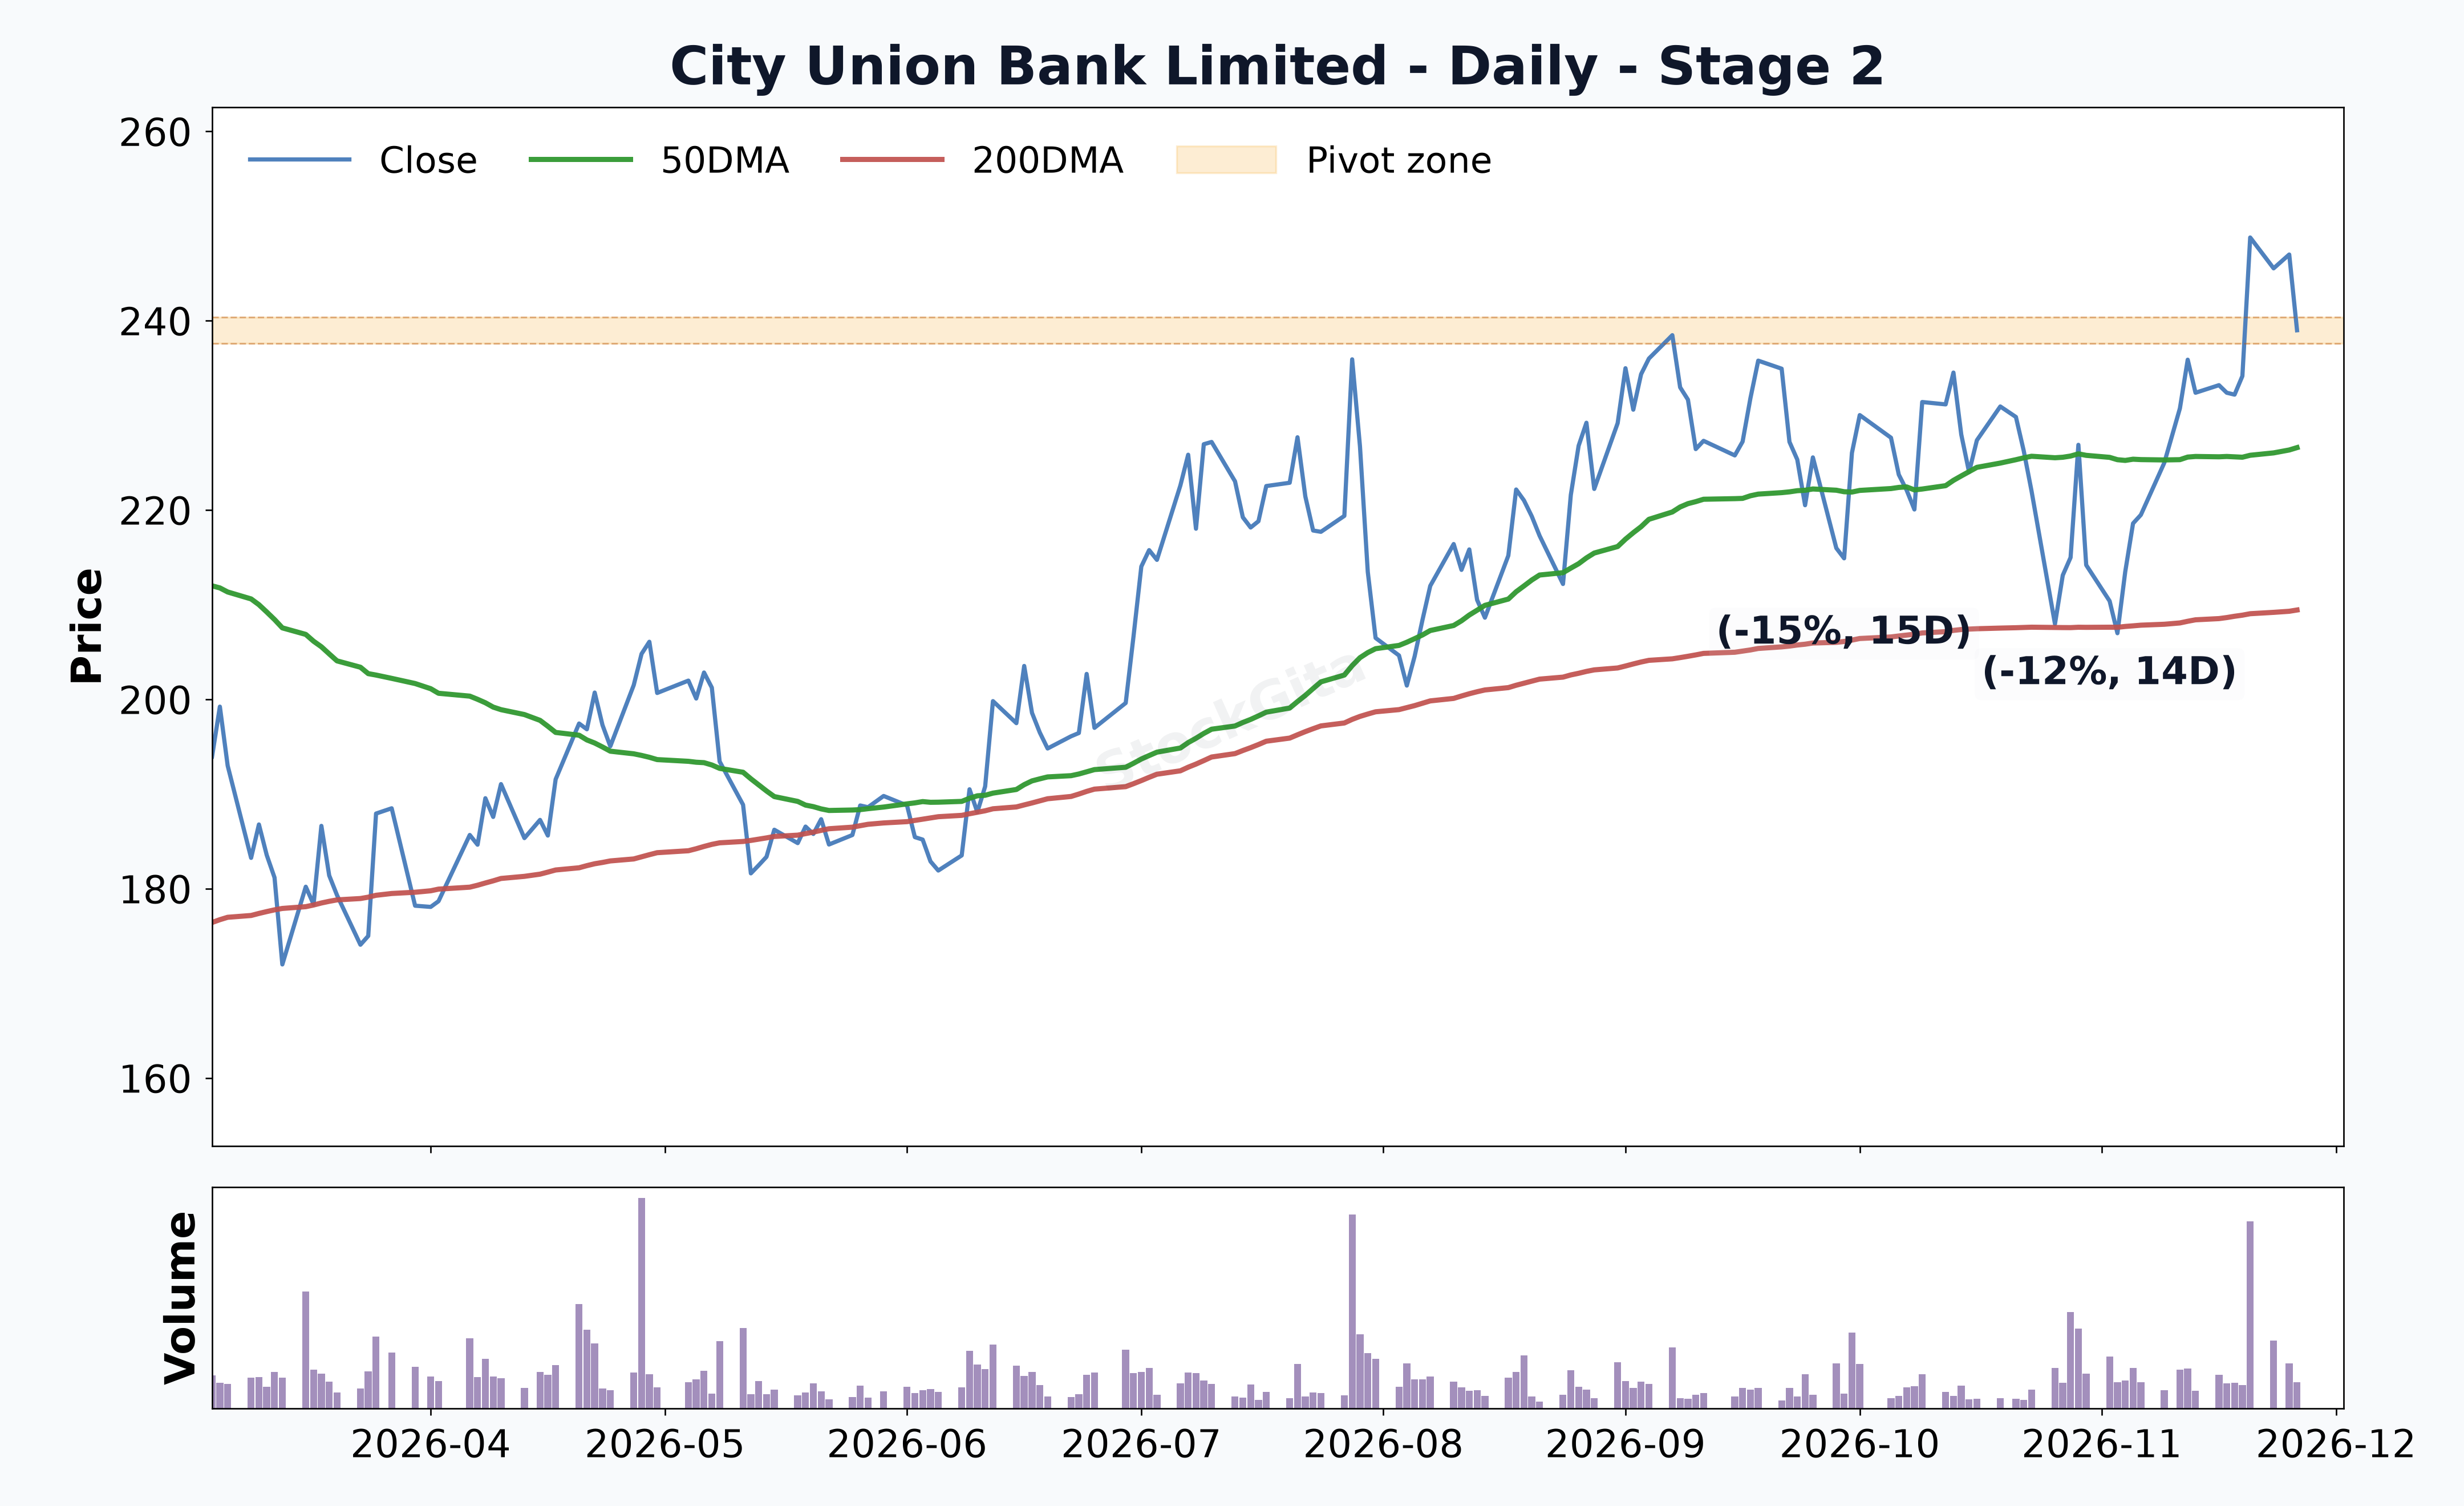 City Union Bank Limited - Daily - Stage 2
Close
50DMA
200DMA
Pivot zone
Price
260
240
220
200
180
160
(-15%, 15D)
(-12%, 14D)
StockGita
Volume
2026-04
2026-05
2026-06
2026-07
2026-08
2026-09
2026-10
2026-11
2026-12